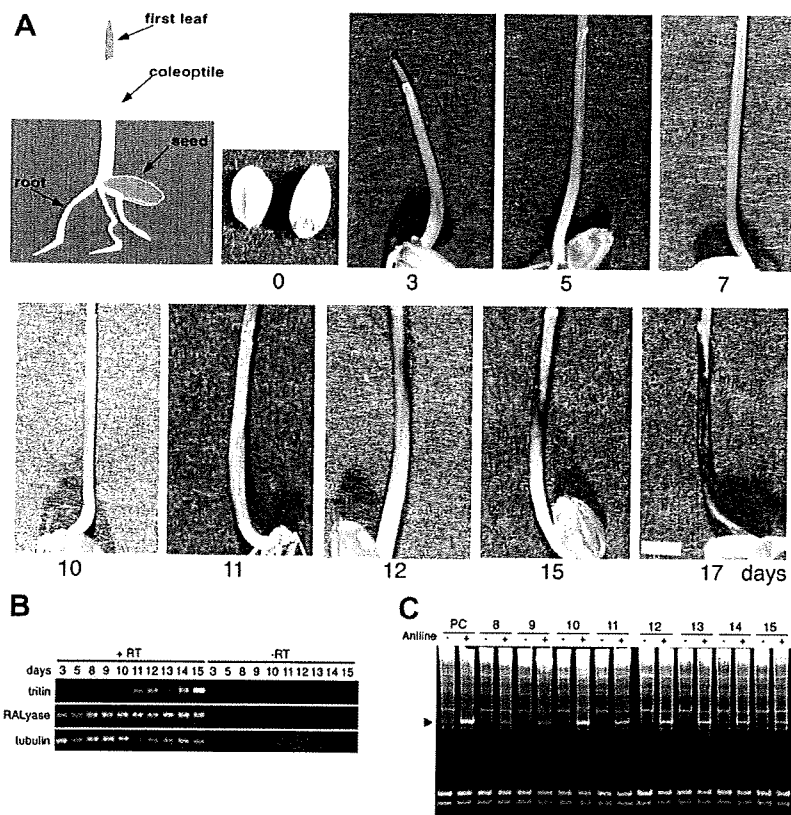 A
first leaf
coleoptile
seed
root
0
3
5
7
10
11
12
15
17 days
B
+ RT
-RT
days 3 5 8 9 10 11 12 13 14 15 3 5 8 9 10 11 12 13 14 15
tritin
RALyase
tubulin
C
PC 8 9 10 11 12 13 14 15
Aniline - + - + - + - + - + - + - + - + - +